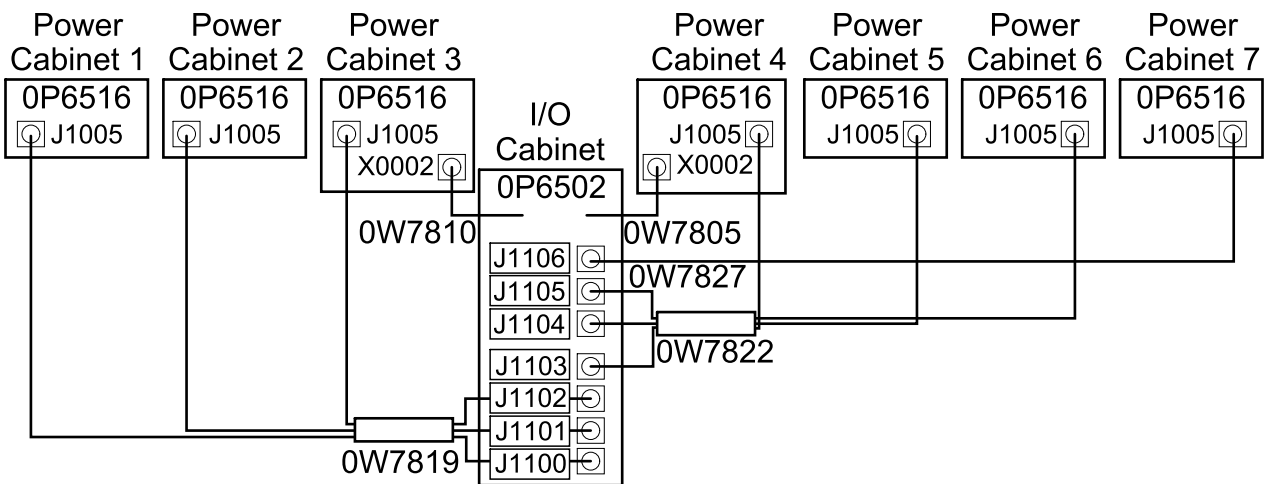 Power
Cabinet 1
Power
Cabinet 2
Power
Cabinet 3
Power
Cabinet 4
Power
Cabinet 5
Power
Cabinet 6
Power
Cabinet 7
0P6516
J1005
0P6516
J1005
0P6516
J1005
X0002
0P6516
J1005
X0002
0P6516
J1005
0P6516
J1005
0P6516
J1005
I/O
Cabinet
0P6502
0W7810
0W7805
J1106
0W7827
J1105
J1104
0W7822
J1103
J1102
J1101
J1100
0W7819